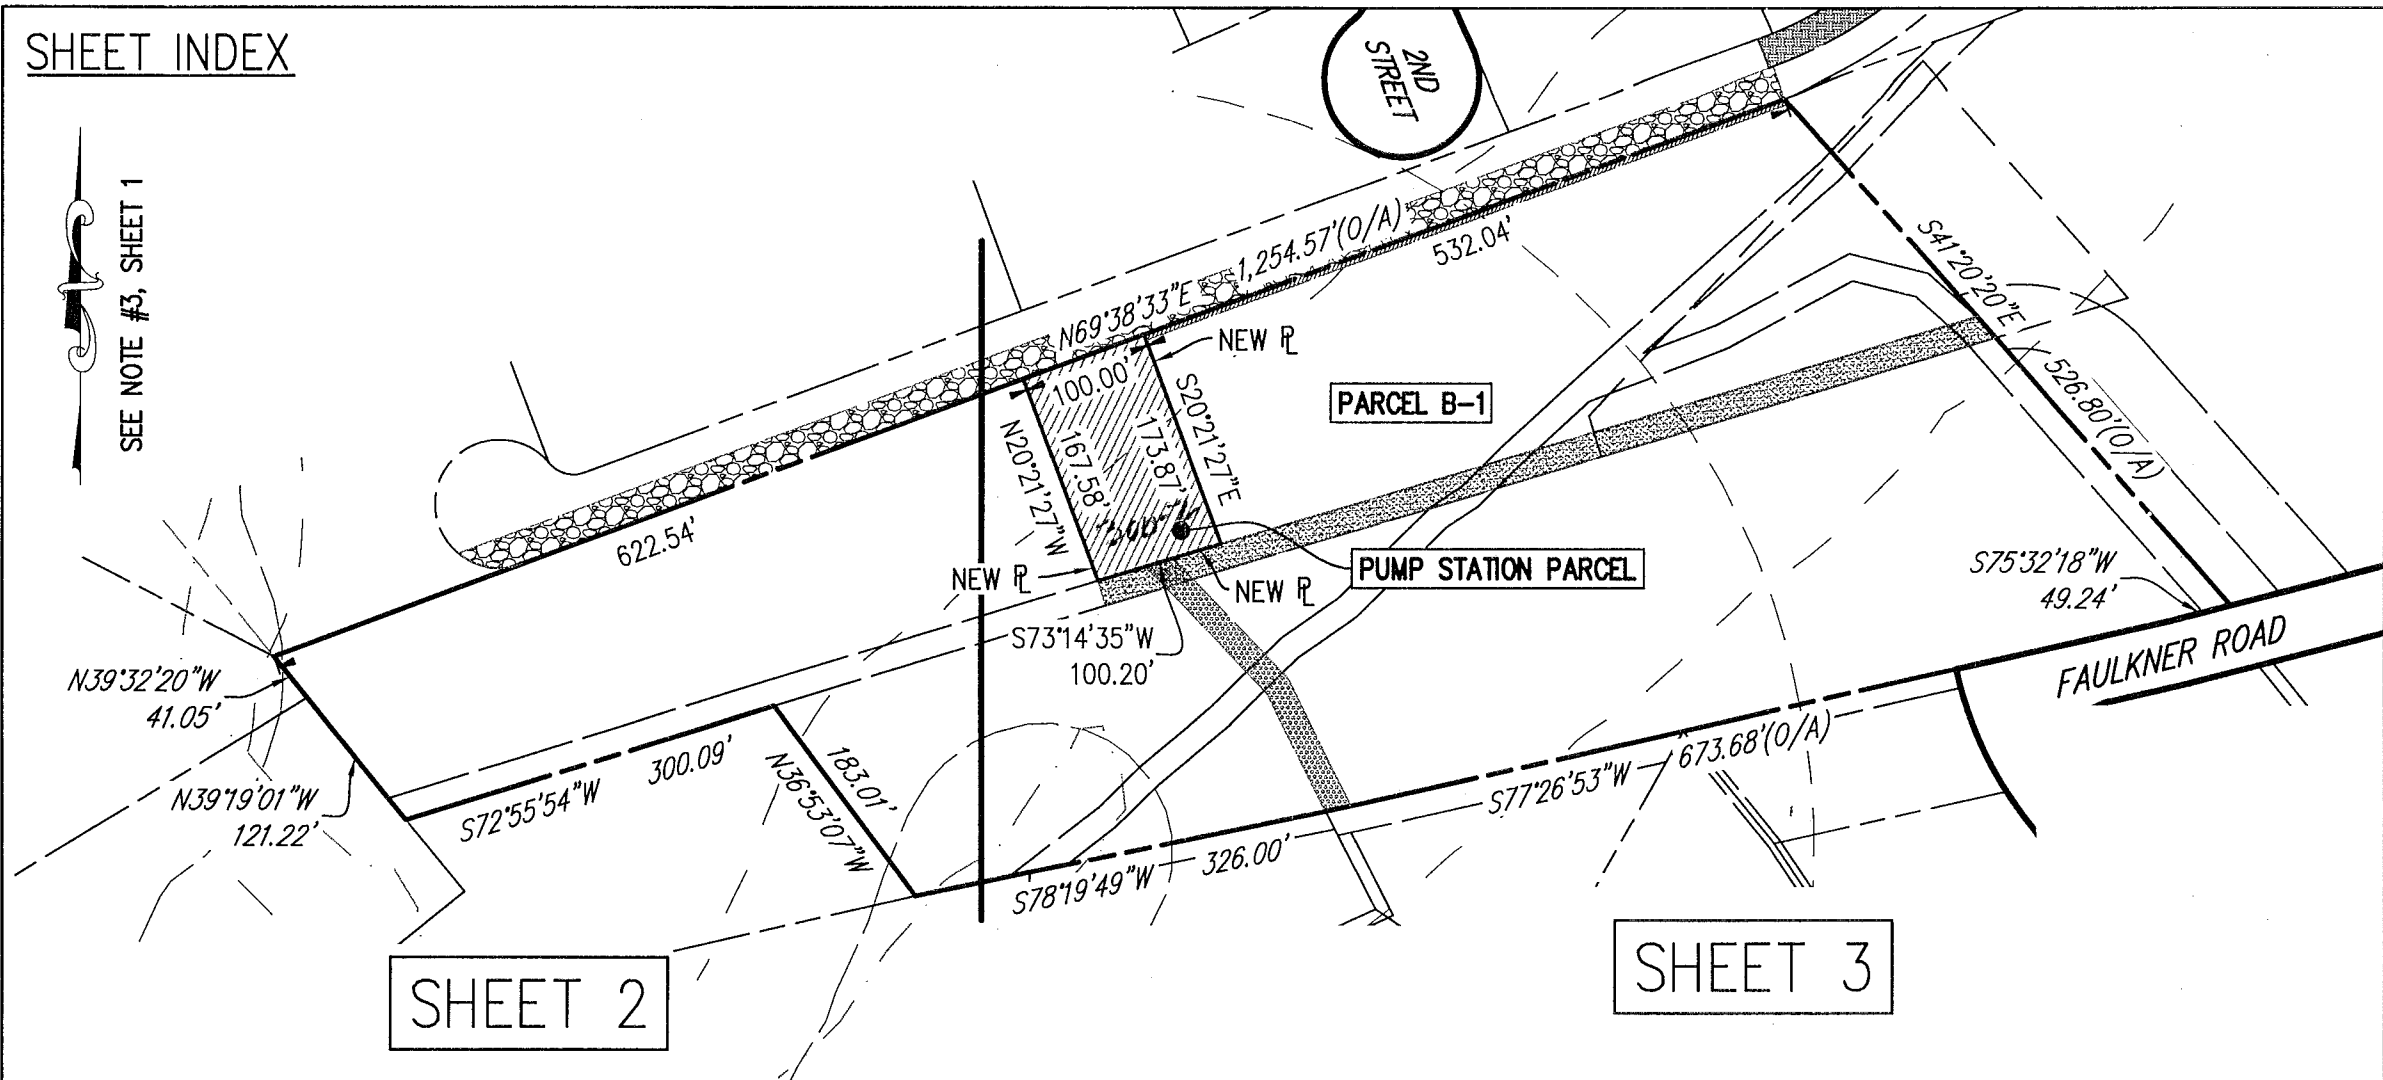 SHEET INDEX
SEE NOTE #3, SHEET 1
2ND
STREET
N69°38'33"E
1,254.57'(O/A)
532.04'
100.00'
NEW PL
S20°21'27"E
173.87'
167.58'
N20°21'27"W
PARCEL B-1
S41°20'20"E
526.80'(O/A)
622.54'
NEW PL
NEW PL
PUMP STATION PARCEL
S73°14'35"W
100.20'
S75°32'18"W
49.24'
FAULKNER ROAD
N39°32'20"W
41.05'
N39°19'01"W
121.22'
S72°55'54"W
300.09'
183.01'
N36°53'07"W
S78°19'49"W
326.00'
S77°26'53"W
673.68'(O/A)
SHEET 2
SHEET 3